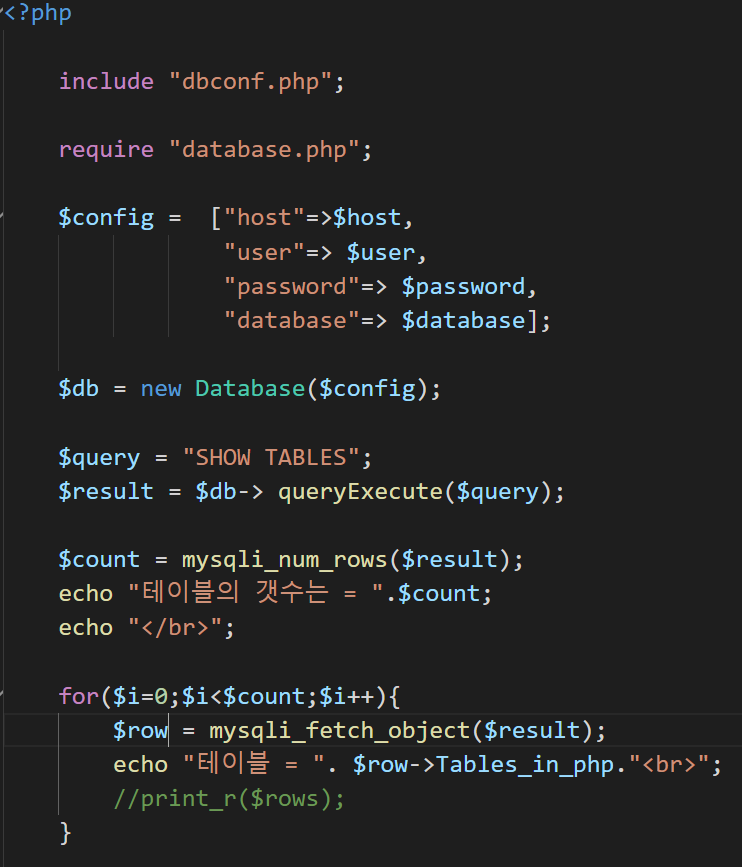 <?php
include "dbconf.php";
require "database.php";
$config =  ["host"=>$host,
"user"=> $user,
"password"=> $password,
"database"=> $database];
$db = new Database($config);
$query = "SHOW TABLES";
$result = $db-> queryExecute($query);
$count = mysqli_num_rows($result);
echo "테이블의 갯수는 = ".$count;
echo "</br>";
for($i=0;$i<$count;$i++){
$row = mysqli_fetch_object($result);
echo "테이블 = ". $row->Tables_in_php."<br>";
//print_r($rows);
}